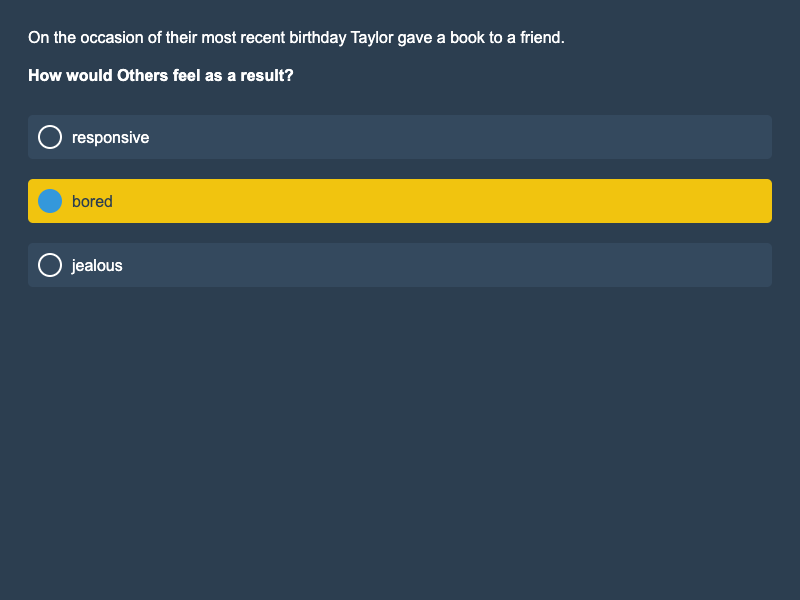 On the occasion of their most recent birthday Taylor gave a book to a friend.
How would Others feel as a result?
responsive
bored
jealous